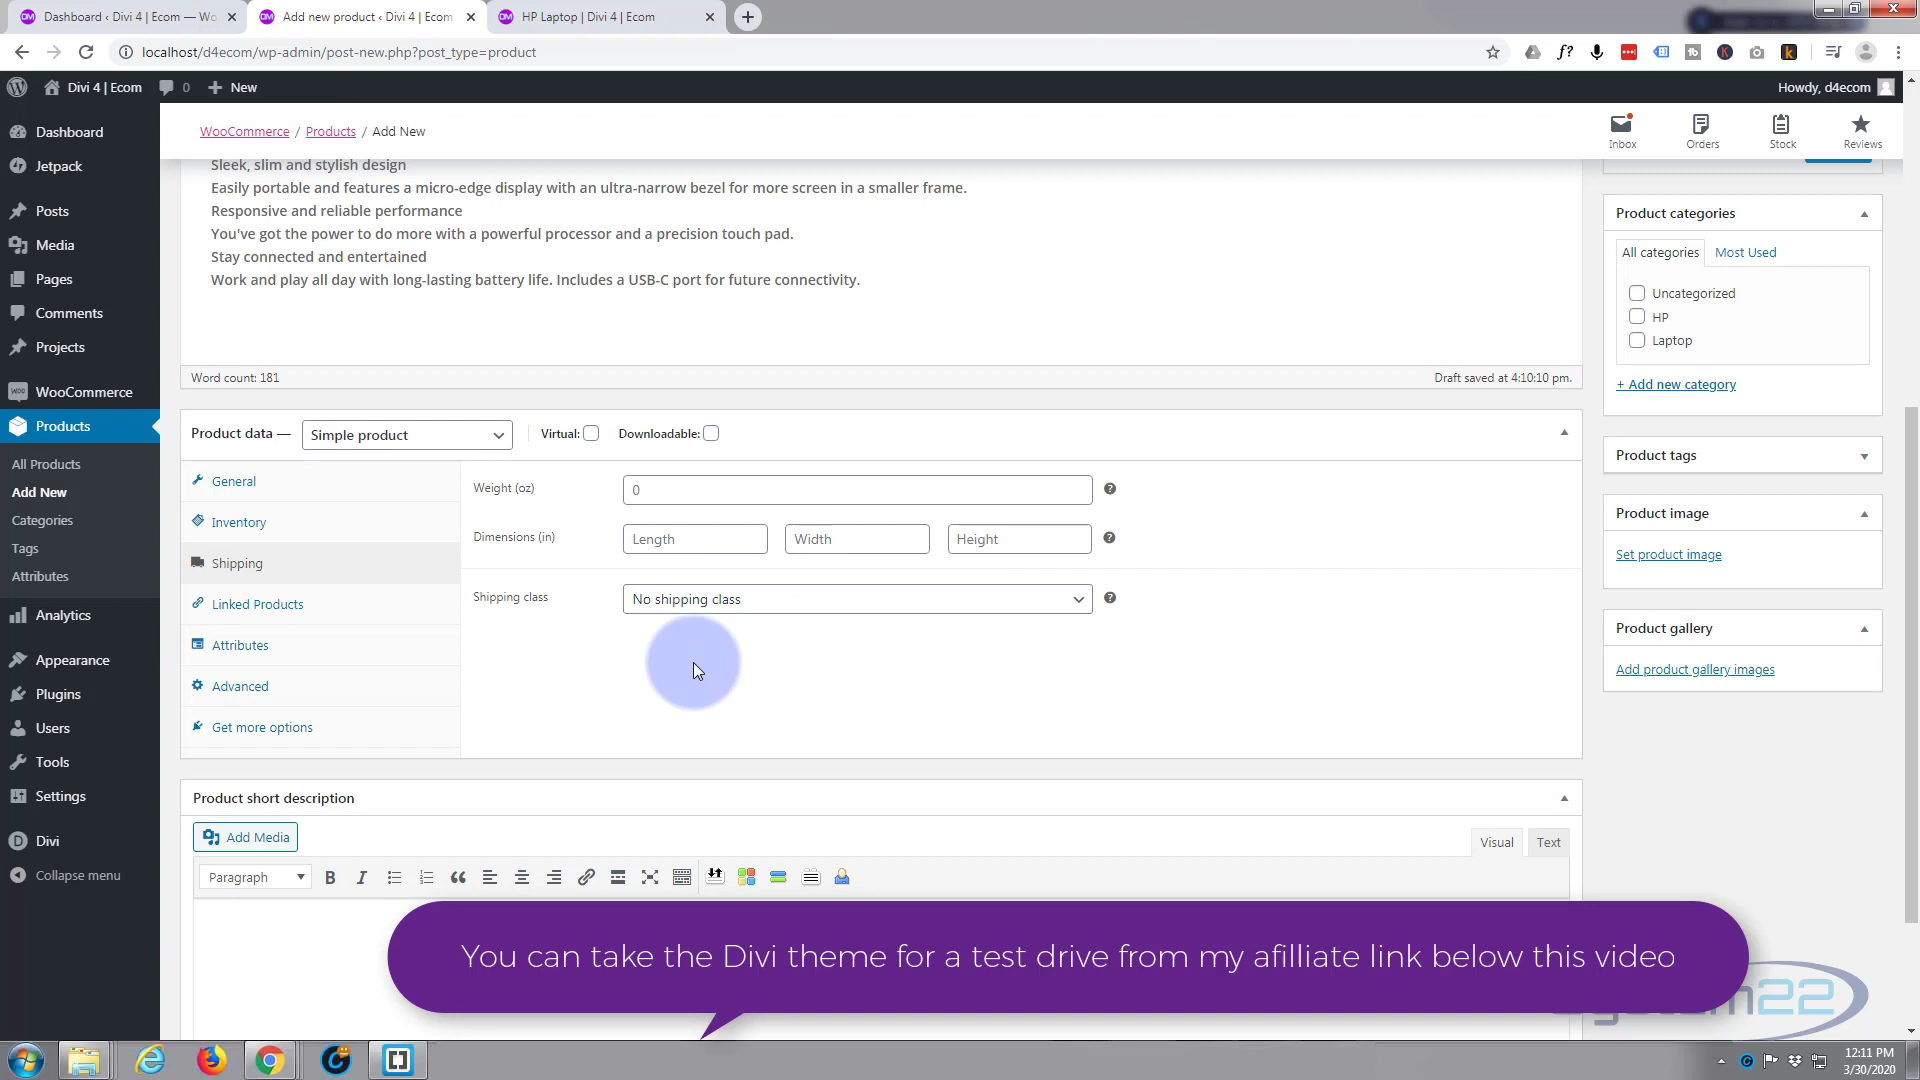 Dashboard ‹ Divi 4 | Ecom — Wo
Add new product ‹ Divi 4 | Ecom
HP Laptop | Divi 4 | Ecom
localhost/d4ecom/wp-admin/post-new.php?post_type=product
Divi 4 | Ecom
0
New
Howdy, d4ecom
Dashboard
Jetpack
Posts
Media
Pages
Comments
Projects
WooCommerce
Products
All Products
Add New
Categories
Tags
Attributes
Analytics
Appearance
Plugins
Users
Tools
Settings
Divi
Collapse menu
WooCommerce / Products / Add New
Inbox
Orders
Stock
Reviews
Sleek, slim and stylish design
Easily portable and features a micro-edge display with an ultra-narrow bezel for more screen in a smaller frame.
Responsive and reliable performance
You've got the power to do more with a powerful processor and a precision touch pad.
Stay connected and entertained
Work and play all day with long-lasting battery life. Includes a USB-C port for future connectivity.
Word count: 181
Draft saved at 4:10:10 pm.
Product data —
Simple product
Virtual:
Downloadable:
General
Inventory
Shipping
Linked Products
Attributes
Advanced
Get more options
Weight (oz)
0
Dimensions (in)
Length
Width
Height
Shipping class
No shipping class
Product short description
Add Media
Visual
Text
Paragraph
Product categories
All categories
Most Used
Uncategorized
HP
Laptop
+ Add new category
Product tags
Product image
Set product image
Product gallery
Add product gallery images
You can take the Divi theme for a test drive from my afilliate link below this video
12:11 PM
3/30/2020